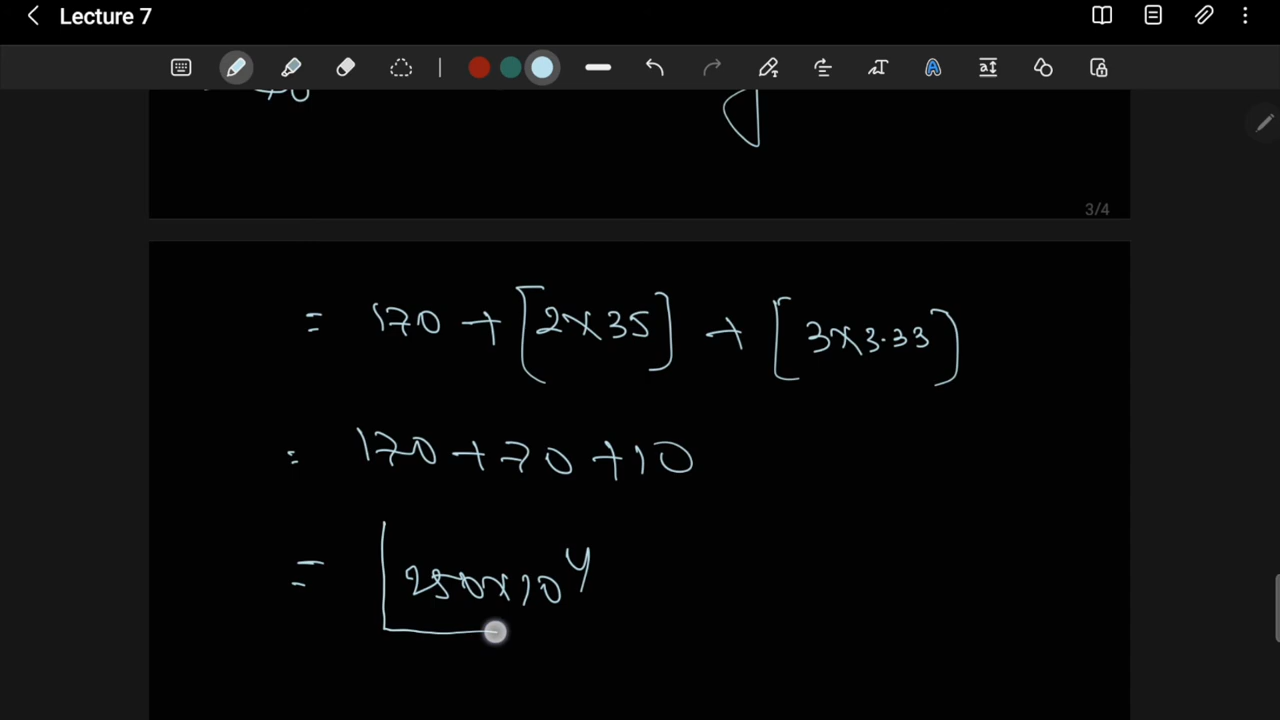 Lecture 7
3/4
= 170 + [2×35] + [3×3.33]
= 170+70+10
= 250×10⁴